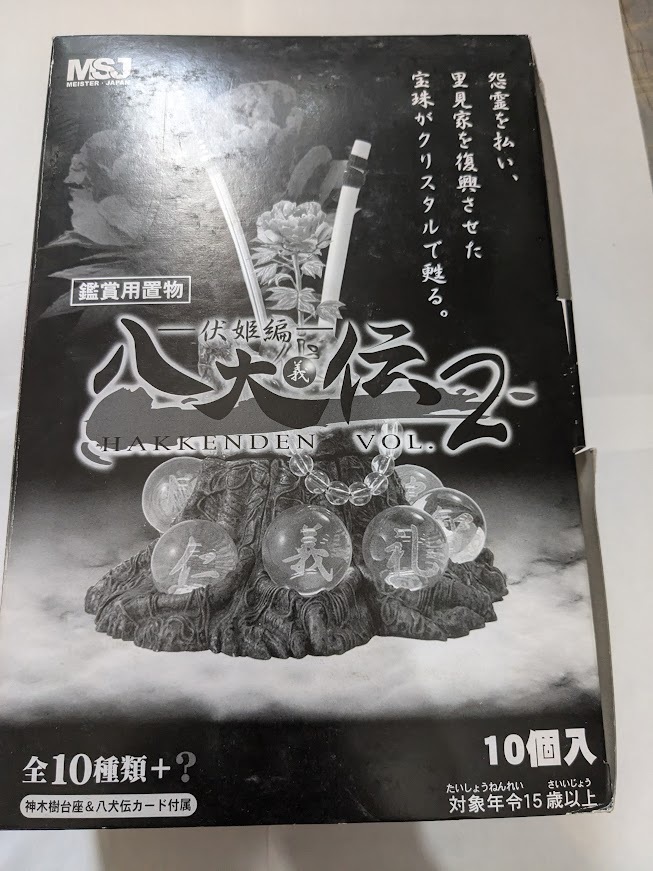 MSJ
MEISTER・JAPAN
怨霊を払い、
里見家を復興させた
宝珠がクリスタルで甦る。
鑑賞用置物
伏姫編
八犬伝2
義
HAKKENDEN VOL.
仁
義
礼
全10種類+?
神木樹台座&八犬伝カード付属
10個入
たいしょうねんれい さいいじょう
対象年令15歳以上